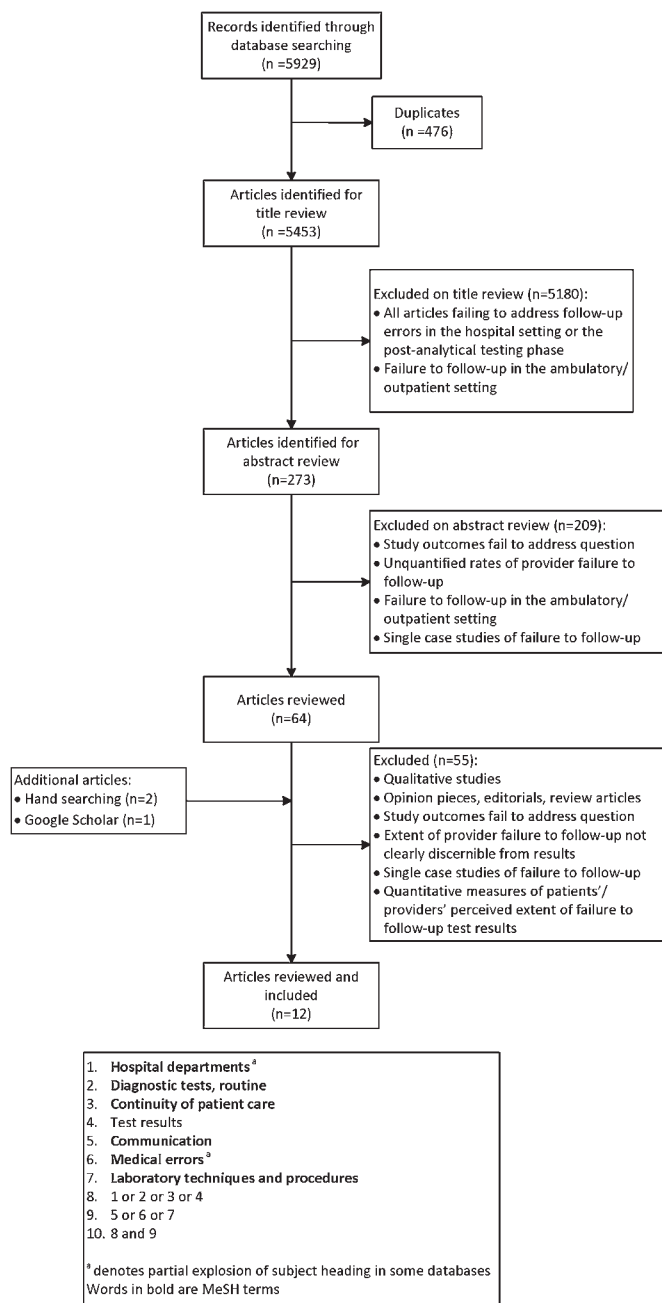 Records identified through
database searching
(n =5929)
Duplicates
(n =476)
Articles identified for
title review
(n =5453)
Excluded on title review (n=5180):
• All articles failing to address follow-up
errors in the hospital setting or the
post-analytical testing phase
• Failure to follow-up in the ambulatory/
outpatient setting
Articles identified for
abstract review
(n=273)
Excluded on abstract review (n=209):
• Study outcomes fail to address question
• Unquantified rates of provider failure to
follow-up
• Failure to follow-up in the ambulatory/
outpatient setting
• Single case studies of failure to follow-up
Articles reviewed
(n=64)
Additional articles:
• Hand searching (n=2)
• Google Scholar (n=1)
Excluded (n=55):
• Qualitative studies
• Opinion pieces, editorials, review articles
• Study outcomes fail to address question
• Extent of provider failure to follow-up not
clearly discernible from results
• Single case studies of failure to follow-up
• Quantitative measures of patients’/
providers’ perceived extent of failure to
follow-up test results
Articles reviewed and
included
(n=12)
1. Hospital departments a
2. Diagnostic tests, routine
3. Continuity of patient care
4. Test results
5. Communication
6. Medical errors a
7. Laboratory techniques and procedures
8. 1 or 2 or 3 or 4
9. 5 or 6 or 7
10. 8 and 9
a denotes partial explosion of subject heading in some databases
Words in bold are MeSH terms